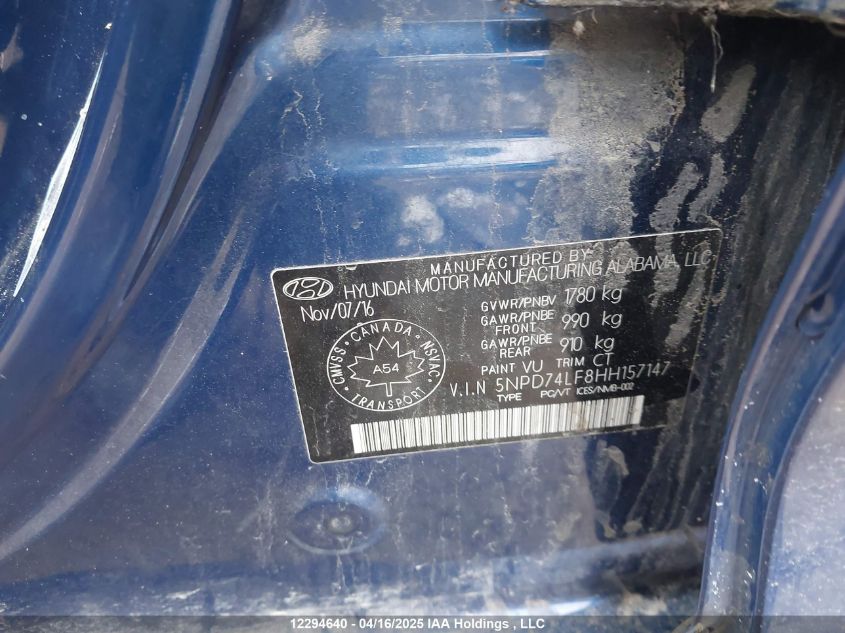 MANUFACTURED BY
HYUNDAI MOTOR MANUFACTURING ALABAMA, LLC
Nov/07/16
GVWR/PNBV 1780 kg
GAWR/PNBE FRONT 990 kg
GAWR/PNBE REAR 910 kg
PAINT VU TRIM CT
V.I.N 5NPD74LF8HH157147
TYPE PC/VT ICES/NMB-002
CMVSS · CANADA · NSVAC · TRANSPORT ·
A54
12294640 - 04/16/2025 IAA Holdings , LLC